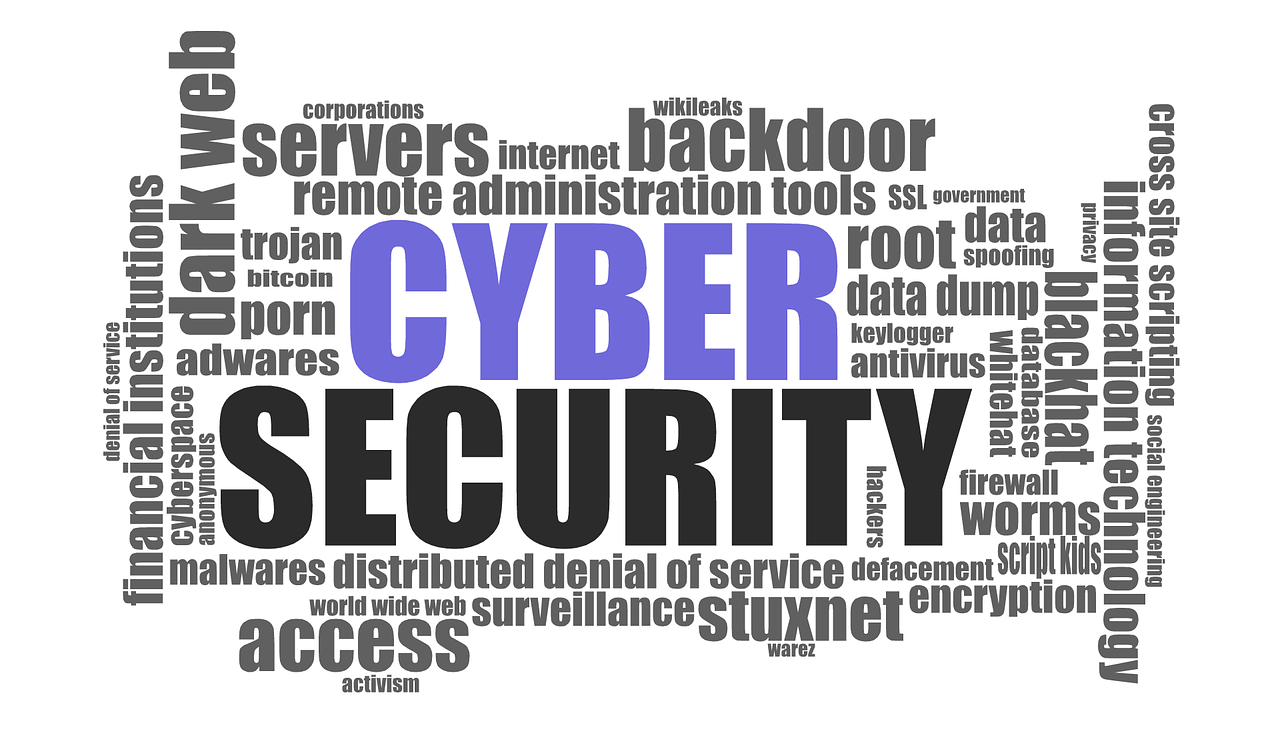 dark web
corporations
servers
internet
wikileaks
backdoor
remote administration tools
SSL
government
cross site scripting
information technology
privacy
financial institutions
trojan
bitcoin
porn
adwares
CYBER
root
data
spoofing
data dump
keylogger
antivirus
blackhat
database
whitehat
denial of service
cyberspace
anonymous
SECURITY
hackers
firewall
worms
script kids
social engineering
malwares
distributed denial of service
defacement
encryption
world wide web
surveillance
stuxnet
access
warez
activism